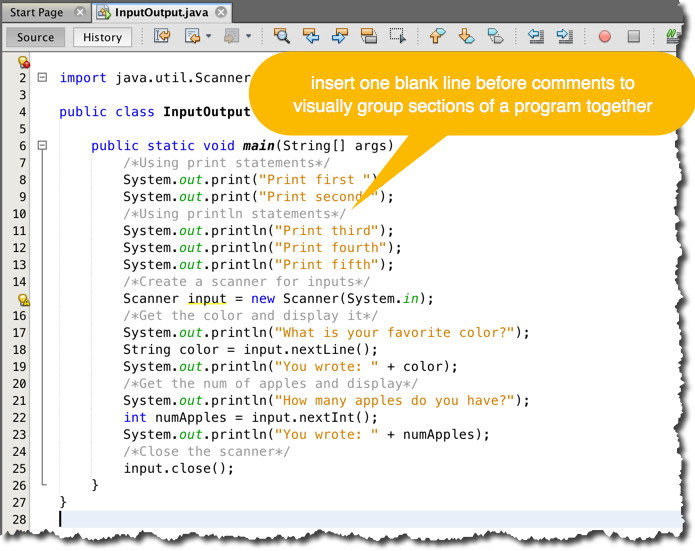 Start Page InputOutput.java
Source History
insert one blank line before comments to
visually group sections of a program together
2 import java.util.Scanner
3
4 public class InputOutput
5
6 public static void main(String[] args)
7 /*Using print statements*/
8 System.out.print("Print first "
9 System.out.print("Print second ");
10 /*Using println statements*/
11 System.out.println("Print third");
12 System.out.println("Print fourth");
13 System.out.println("Print fifth");
14 /*Create a scanner for inputs*/
Scanner input = new Scanner(System.in);
16 /*Get the color and display it*/
17 System.out.println("What is your favorite color?");
18 String color = input.nextLine();
19 System.out.println("You wrote: " + color);
20 /*Get the num of apples and display*/
21 System.out.println("How many apples do you have?");
22 int numApples = input.nextInt();
23 System.out.println("You wrote: " + numApples);
24 /*Close the scanner*/
25 input.close();
26 }
27 }
28